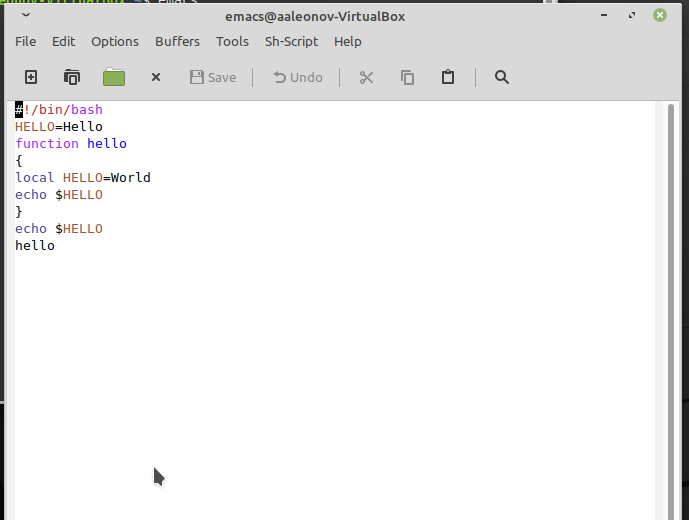 emacs@aaleonov-VirtualBox
File Edit Options Buffers Tools Sh-Script Help
Save Undo
#!/bin/bash
HELLO=Hello
function hello
{
local HELLO=World
echo $HELLO
}
echo $HELLO
hello